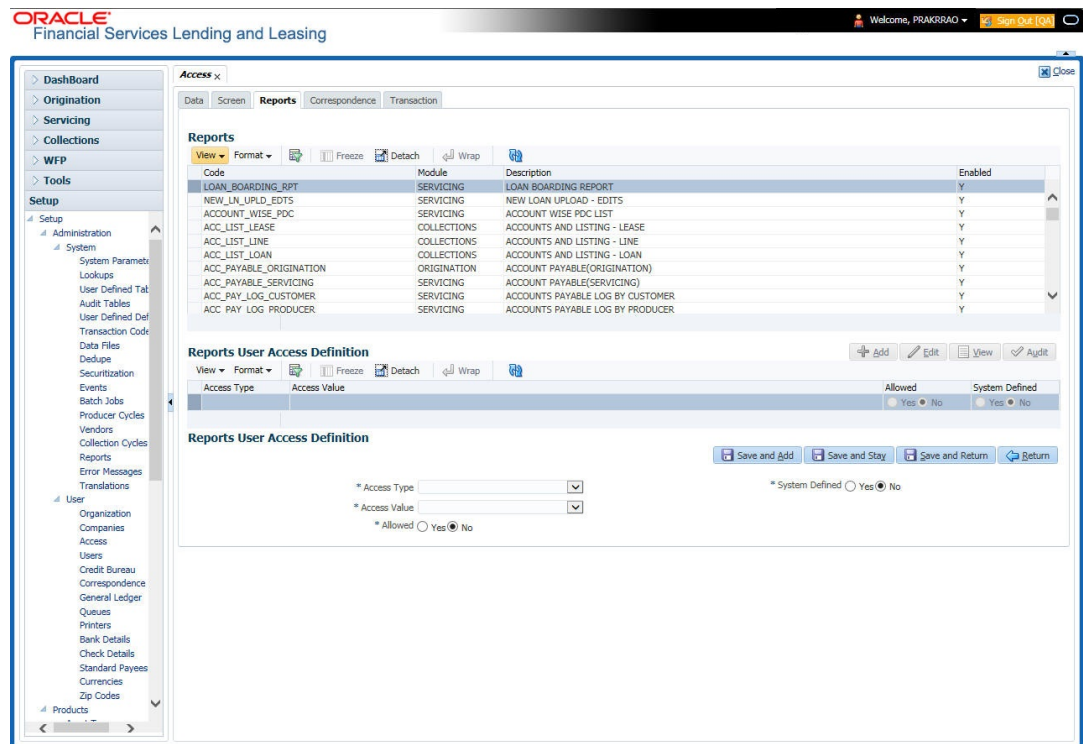 ORACLE
Financial Services Lending and Leasing
Welcome, PRAKRRAO
Sign Out [QA]
Close
DashBoard
Origination
Servicing
Collections
WFP
Tools
Setup
Setup
Administration
System
System Paramete
Lookups
User Defined Tab
Audit Tables
User Defined Def
Transaction Code
Data Files
Dedupe
Securitization
Events
Batch Jobs
Producer Cycles
Vendors
Collection Cycles
Reports
Error Messages
Translations
User
Organization
Companies
Access
Users
Credit Bureau
Correspondence
General Ledger
Queues
Printers
Bank Details
Check Details
Standard Payees
Currencies
Zip Codes
Products
Access x
Data Screen Reports Correspondence Transaction
Reports
View Format Freeze Detach Wrap
Code Module Description Enabled
LOAN_BOARDING_RPT SERVICING LOAN BOARDING REPORT Y
NEW_LN_UPLD_EDTS SERVICING NEW LOAN UPLOAD - EDITS Y
ACCOUNT_WISE_PDC SERVICING ACCOUNT WISE PDC LIST Y
ACC_LIST_LEASE COLLECTIONS ACCOUNTS AND LISTING - LEASE Y
ACC_LIST_LINE COLLECTIONS ACCOUNTS AND LISTING - LINE Y
ACC_LIST_LOAN COLLECTIONS ACCOUNTS AND LISTING - LOAN Y
ACC_PAYABLE_ORIGINATION ORIGINATION ACCOUNT PAYABLE(ORIGINATION) Y
ACC_PAYABLE_SERVICING SERVICING ACCOUNT PAYABLE(SERVICING) Y
ACC_PAY_LOG_CUSTOMER SERVICING ACCOUNTS PAYABLE LOG BY CUSTOMER Y
ACC_PAY_LOG_PRODUCER SERVICING ACCOUNTS PAYABLE LOG BY PRODUCER Y
Reports User Access Definition
Add Edit View Audit
View Format Freeze Detach Wrap
Access Type Access Value Allowed System Defined
Yes No Yes No
Reports User Access Definition
Save and Add Save and Stay Save and Return Return
* Access Type
* System Defined Yes No
* Access Value
* Allowed Yes No